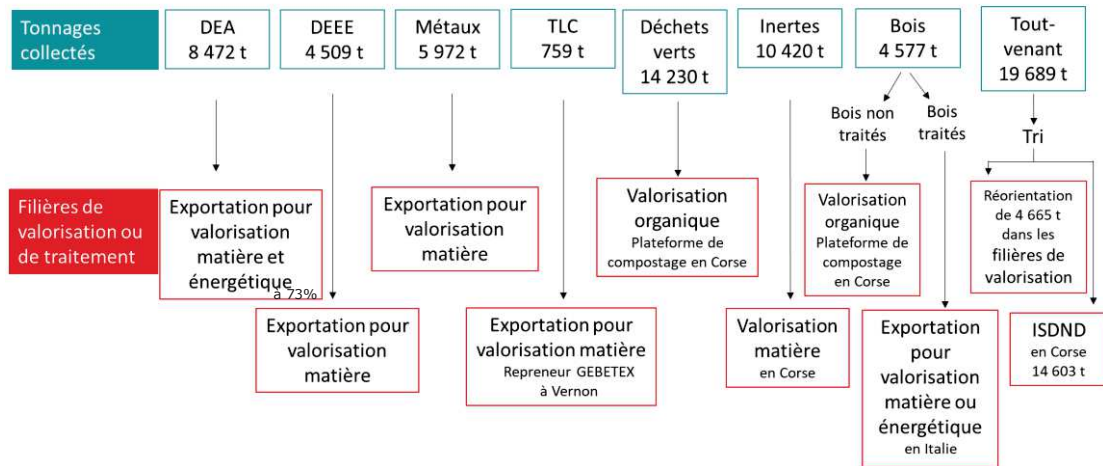 Tonnages
collectés
DEA
8 472 t
DEEE
4 509 t
Métaux
5 972 t
TLC
759 t
Déchets
verts
14 230 t
Inertes
10 420 t
Bois
4 577 t
Tout-
venant
19 689 t
Bois non
traités
Bois
traités
Tri
Filières de
valorisation ou
de traitement
Exportation pour
valorisation
matière et
énergétique
à 73%
Exportation pour
valorisation
matière
Exportation pour
valorisation
matière
Exportation pour
valorisation matière
Repreneur GEBETEX
à Vernon
Valorisation
organique
Plateforme de
compostage en Corse
Valorisation
matière
en Corse
Valorisation
organique
Plateforme de
compostage
en Corse
Exportation
pour
valorisation
matière ou
énergétique
en Italie
Réorientation
de 4 665 t
dans les
filières de
valorisation
ISDND
en Corse
14 603 t